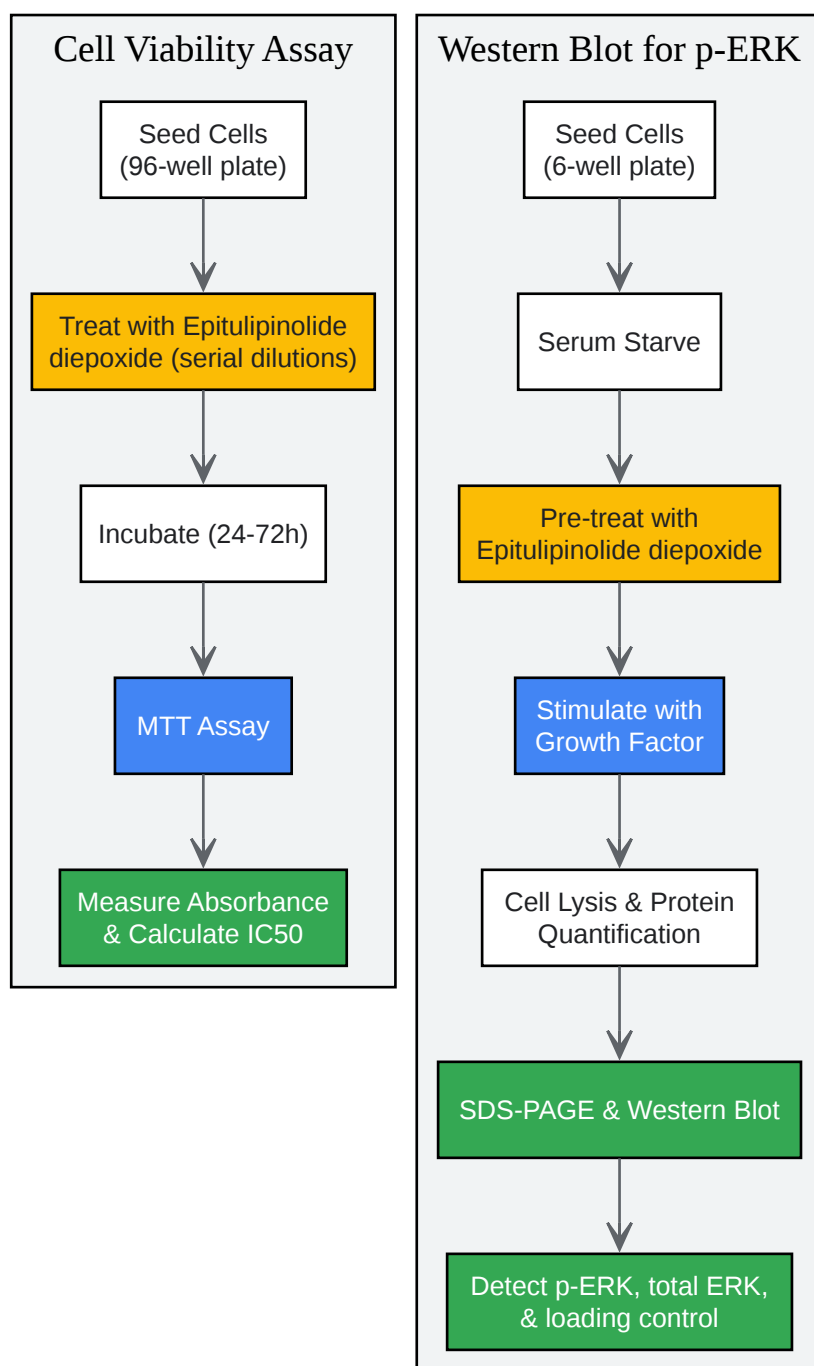 Cell Viability Assay
Seed Cells
(96-well plate)
Treat with Epitulipinolide
diepoxide (serial dilutions)
Incubate (24-72h)
MTT Assay
Measure Absorbance
& Calculate IC50
Western Blot for p-ERK
Seed Cells
(6-well plate)
Serum Starve
Pre-treat with
Epitulipinolide diepoxide
Stimulate with
Growth Factor
Cell Lysis & Protein
Quantification
SDS-PAGE & Western Blot
Detect p-ERK, total ERK,
& loading control